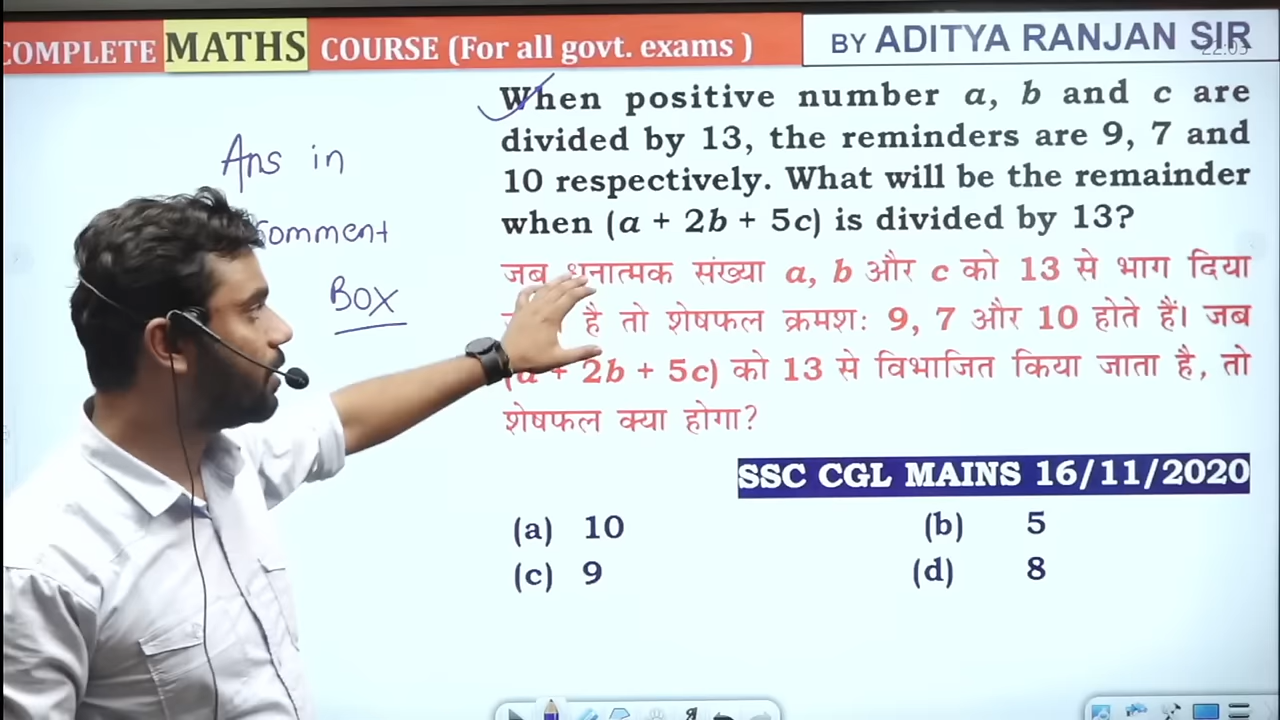 COMPLETE MATHS COURSE (For all govt. exams )
BY ADITYA RANJAN SIR
Ans in
Comment
Box
When positive number a, b and c are
divided by 13, the reminders are 9, 7 and
10 respectively. What will be the remainder
when (a + 2b + 5c) is divided by 13?
जब धनात्मक संख्या a, b और c को 13 से भाग दिया
है तो शेषफल क्रमश: 9, 7 और 10 होते हैं। जब
(a + 2b + 5c) को 13 से विभाजित किया जाता है, तो
शेषफल क्या होगा?
SSC CGL MAINS 16/11/2020
(a) 10
(b) 5
(c) 9
(d) 8